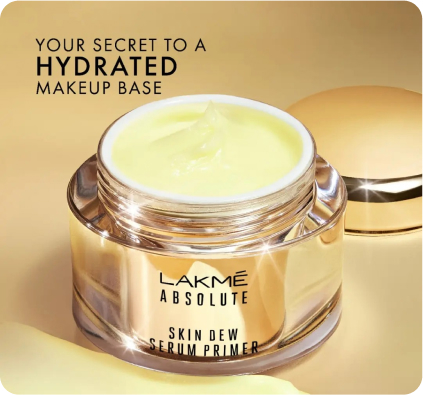 YOUR SECRET TO A
HYDRATED
MAKEUP BASE
LAKMÉ
ABSOLUTE
SKIN DEW
SERUM PRIMER